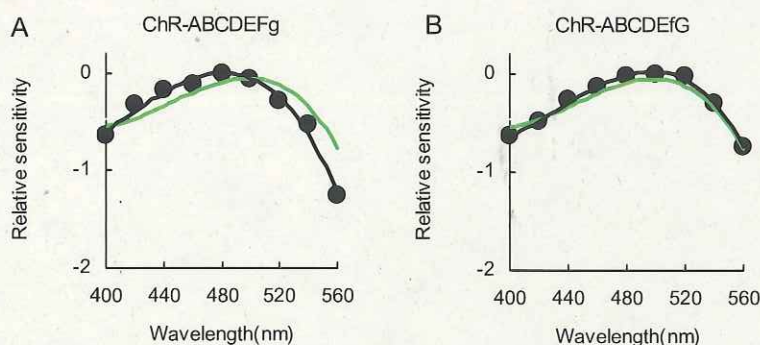 A
ChR-ABCDEFg
Relative sensitivity
0
-1
-2
400 440 480 520 560
Wavelength(nm)
B
ChR-ABCDEfG
Relative sensitivity
0
-1
-2
400 440 480 520 560
Wavelength(nm)